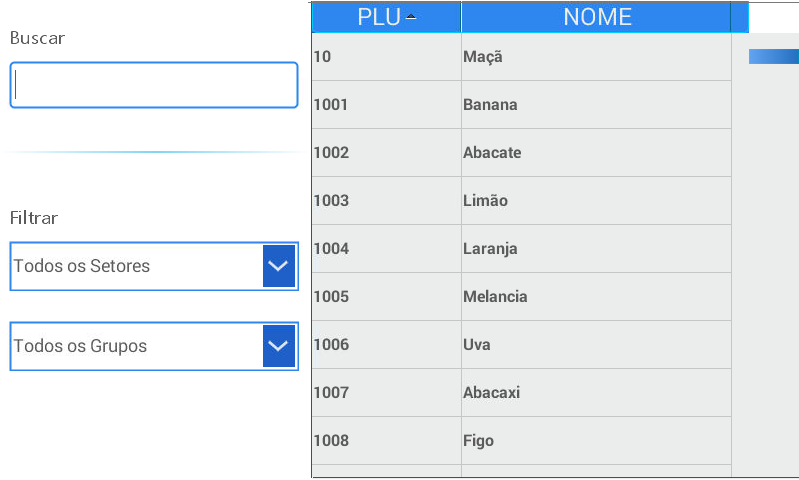 Buscar
Filtrar
Todos os Setores
Todos os Grupos
PLU NOME
10 Maçã
1001 Banana
1002 Abacate
1003 Limão
1004 Laranja
1005 Melancia
1006 Uva
1007 Abacaxi
1008 Figo